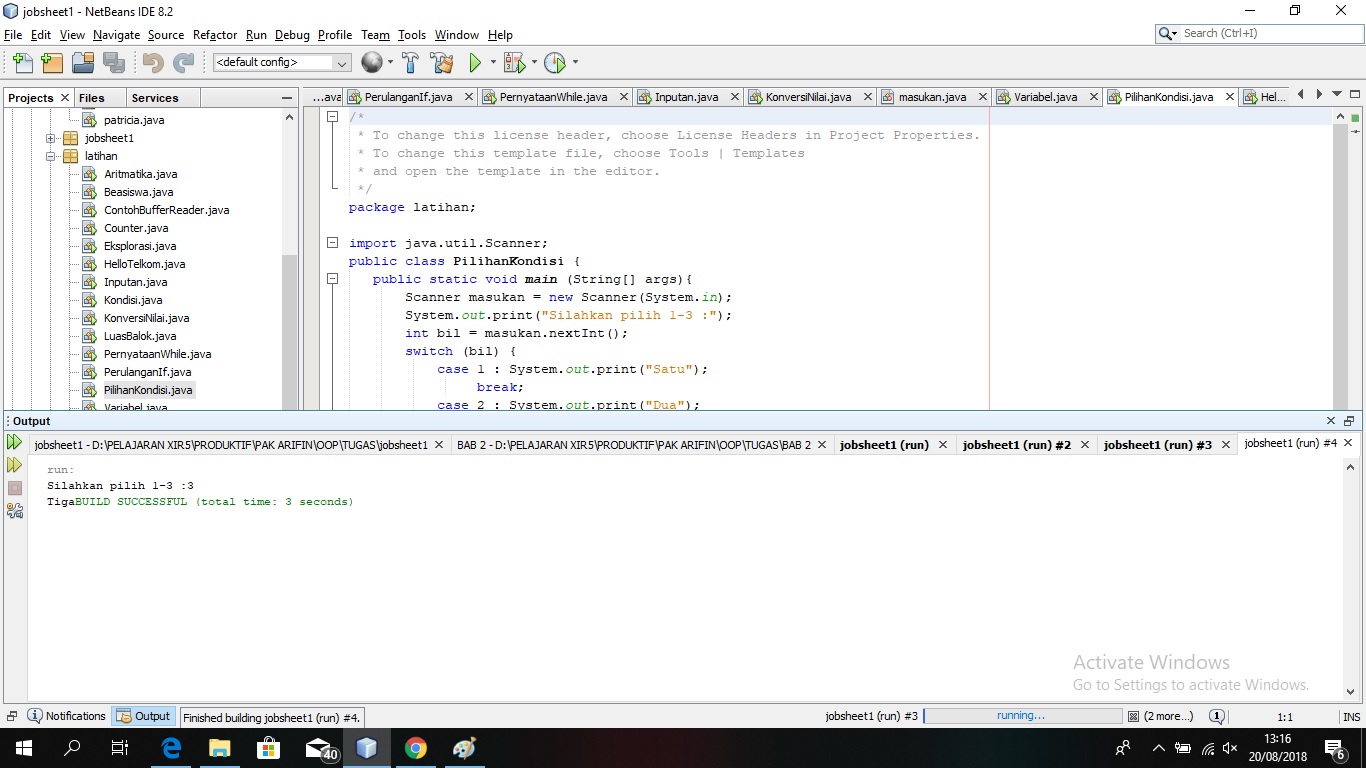 jobsheet1 - NetBeans IDE 8.2
File Edit View Navigate Source Refactor Run Debug Profile Team Tools Window Help
Search (Ctrl+I)
<default config>
Projects Files Services
...ava PerulanganIf.java PernyataanWhile.java Inputan.java KonversiNilai.java masukan.java Variabel.java PilihanKondisi.java Hel...
patricia.java
jobsheet1
latihan
Aritmatika.java
Beasiswa.java
ContohBufferReader.java
Counter.java
Eksplorasi.java
HelloTelkom.java
Inputan.java
Kondisi.java
KonversiNilai.java
LuasBalok.java
PernyataanWhile.java
PerulanganIf.java
PilihanKondisi.java
Variabel.java
/*
* To change this license header, choose License Headers in Project Properties.
* To change this template file, choose Tools | Templates
* and open the template in the editor.
*/
package latihan;
import java.util.Scanner;
public class PilihanKondisi {
public static void main (String[] args){
Scanner masukan = new Scanner(System.in);
System.out.print("Silahkan pilih 1-3 :");
int bil = masukan.nextInt();
switch (bil) {
case 1 : System.out.print("Satu");
break;
case 2 : System.out.print("Dua");
Output
jobsheet1 - D:\PELAJARAN XIR5\PRODUKTIF\PAK ARIFIN\OOP\TUGAS\jobsheet1 BAB 2 - D:\PELAJARAN XIR5\PRODUKTIF\PAK ARIFIN\OOP\TUGAS\BAB 2 jobsheet1 (run) jobsheet1 (run) #2 jobsheet1 (run) #3 jobsheet1 (run) #4
run:
Silahkan pilih 1-3 :3
TigaBUILD SUCCESSFUL (total time: 3 seconds)
Activate Windows
Go to Settings to activate Windows.
Notifications Output Finished building jobsheet1 (run) #4. jobsheet1 (run) #3 running... (2 more...) 1 1:1 INS
40
13:16
20/08/2018
6